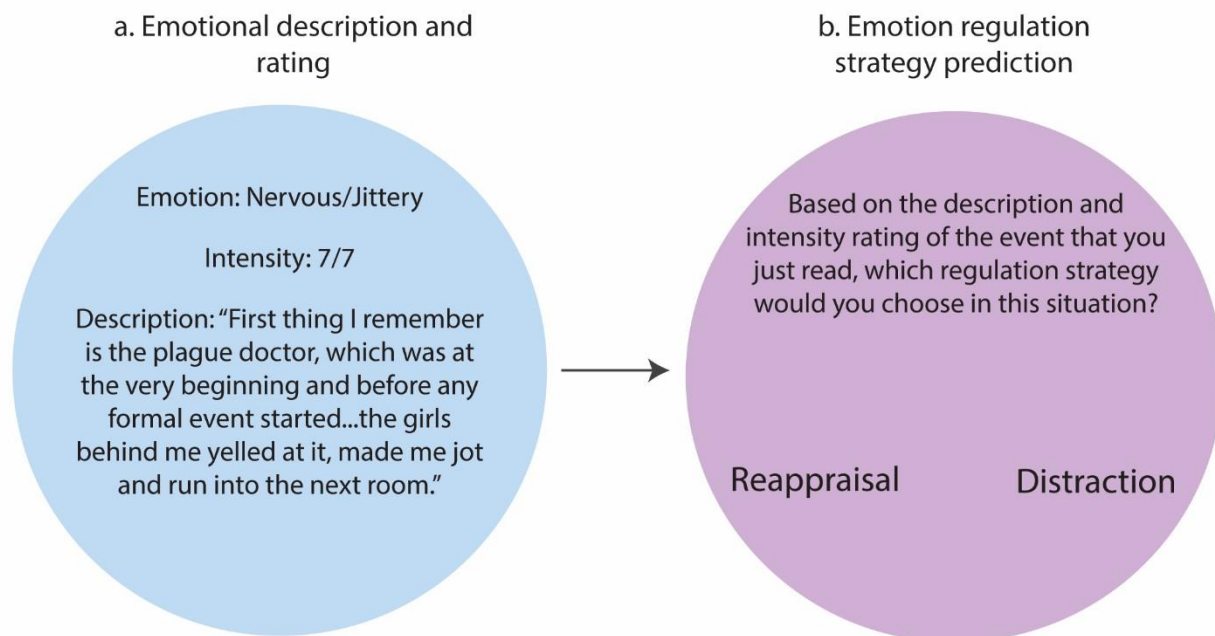 a. Emotional description and
rating
Emotion: Nervous/Jittery
Intensity: 7/7
Description: “First thing I remember
is the plague doctor, which was at
the very beginning and before any
formal event started...the girls
behind me yelled at it, made me jot
and run into the next room.”
b. Emotion regulation
strategy prediction
Based on the description and
intensity rating of the event that you
just read, which regulation strategy
would you choose in this situation?
Reappraisal
Distraction